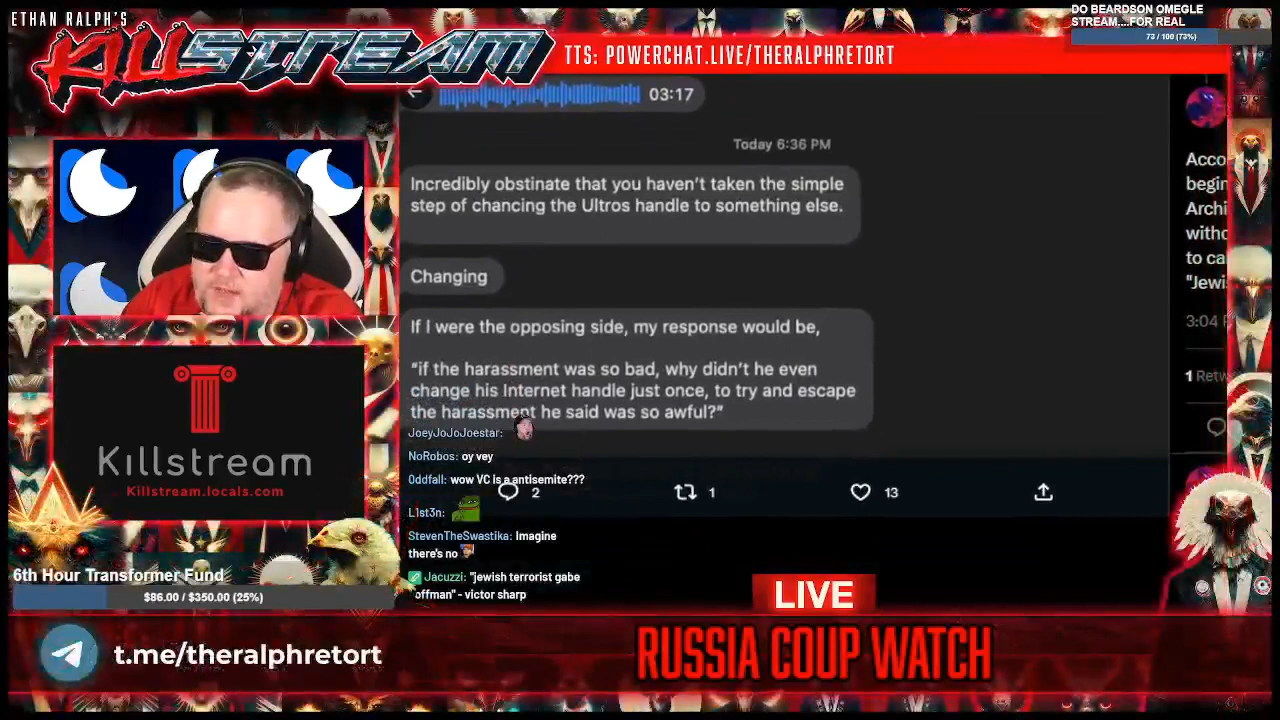 ETHAN RALPH'S
KILLSTREAM
TTS: POWERCHAT.LIVE/THERALPHRETORT
DO BEARDSON OMEGLE
STREAM....FOR REAL
73 / 100 (73%)
03:17
Today 6:36 PM
Incredibly obstinate that you haven't taken the simple
step of chancing the Ultros handle to something else.
Changing
If I were the opposing side, my response would be,
"if the harassment was so bad, why didn't he even
change his Internet handle just once, to try and escape
the harassment he said was so awful?"
JoeyJoJoJoestar:
NoRobos: oy vey
Oddfall: wow VC is a antisemite???
2
1
13
L1st3n:
StevenTheSwastika: Imagine
there's no
Jacuzzi: "jewish terrorist gabe
offman" - victor sharp
Acco
begin
Archi
witho
to ca
"Jewi
3:04
1 Retw
Killstream
Killstream.locals.com
6th Hour Transformer Fund
$86.00 / $350.00 (25%)
t.me/theralphretort
LIVE
RUSSIA COUP WATCH